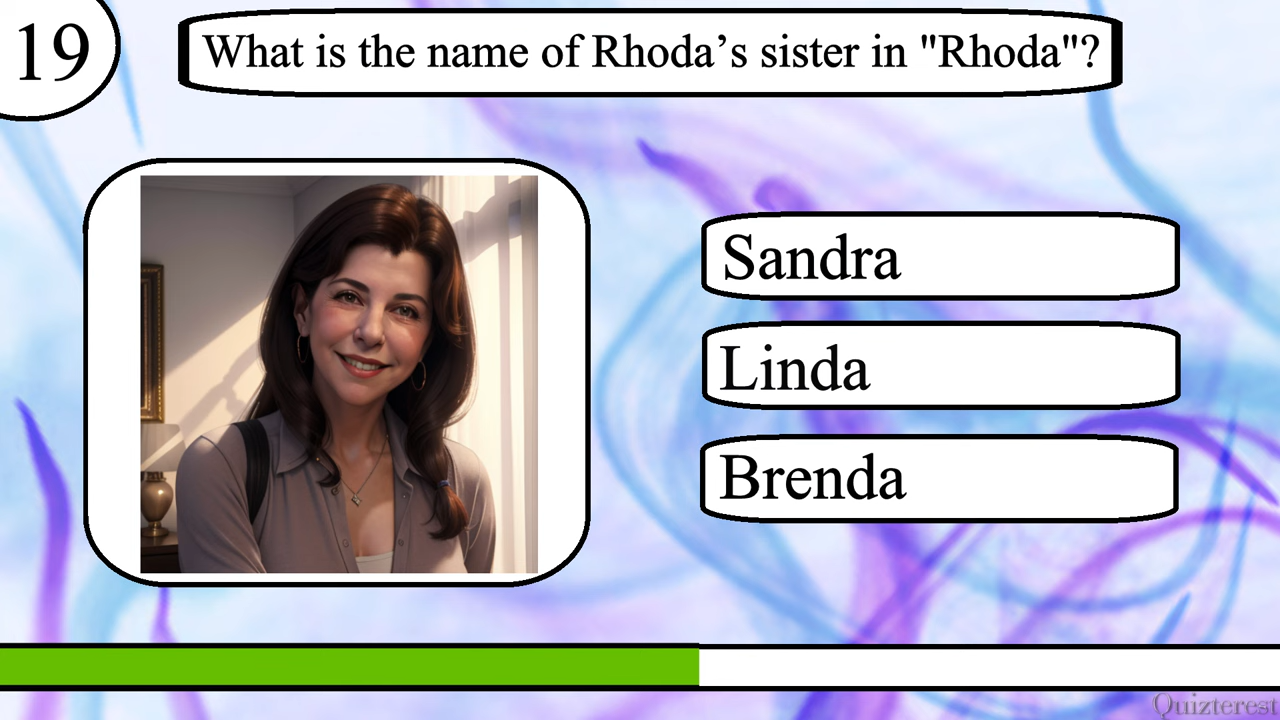 19
What is the name of Rhoda’s sister in "Rhoda"?
Sandra
Linda
Brenda
Quizterest